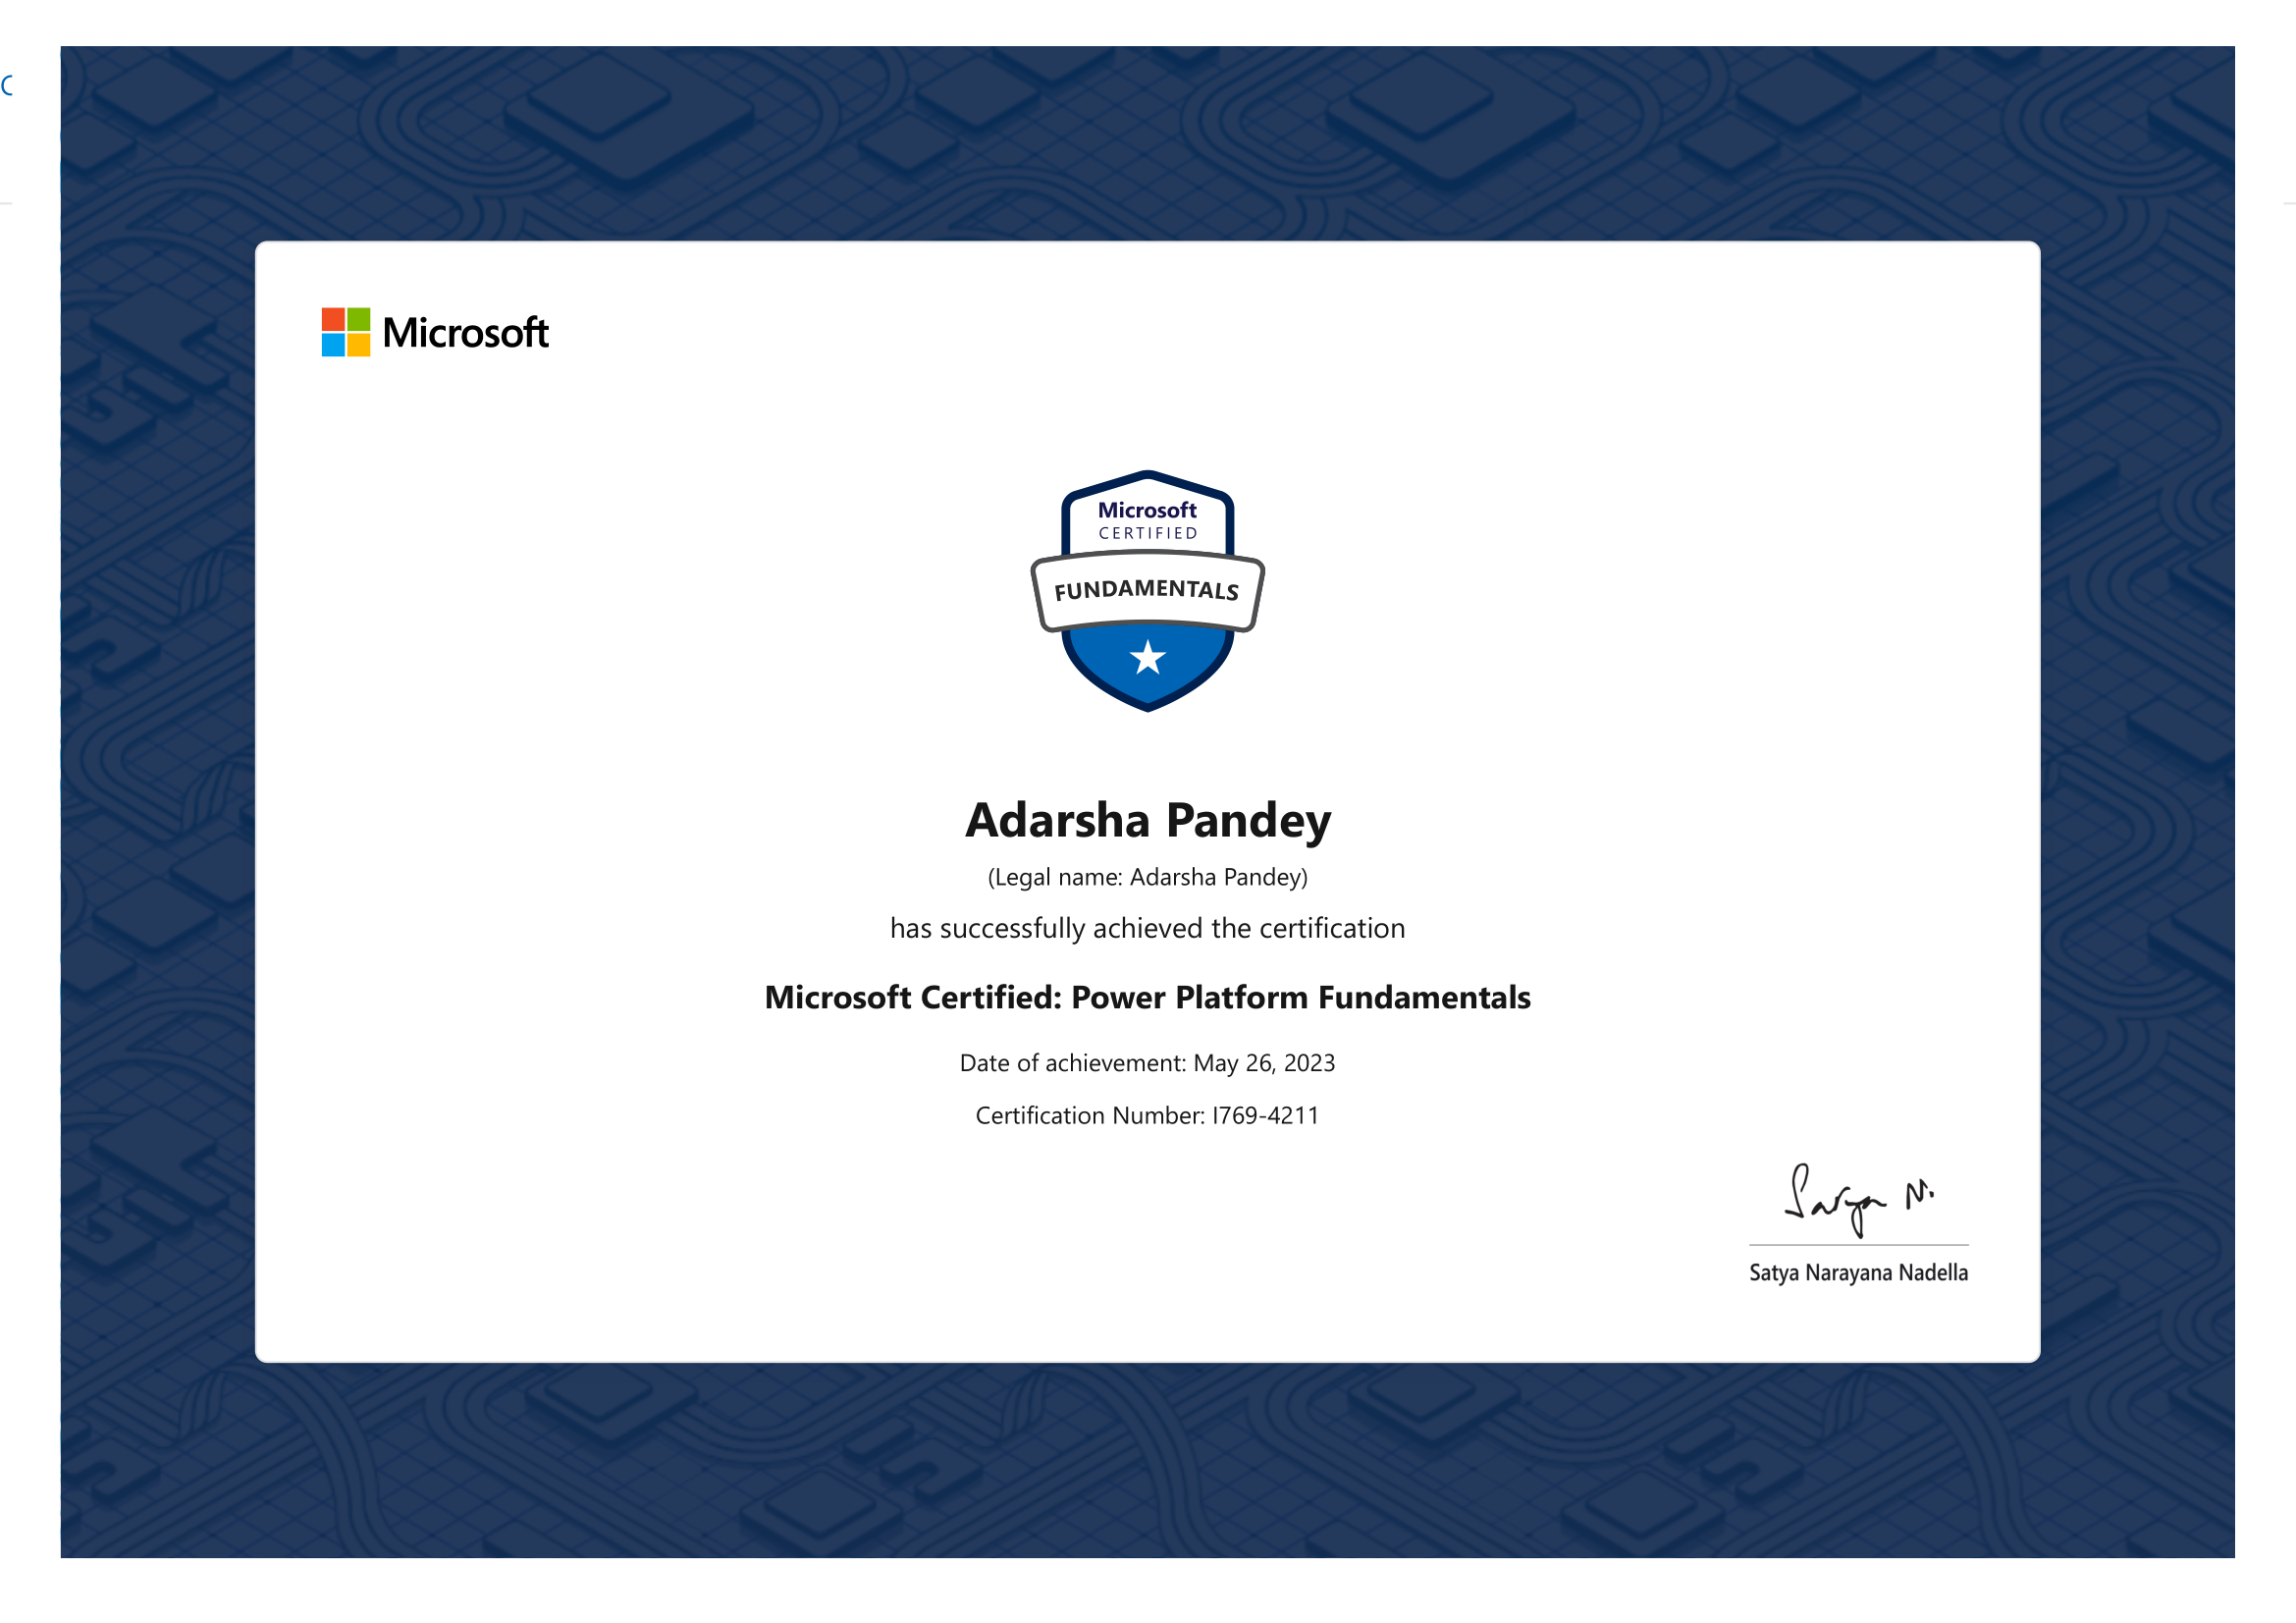 Microsoft
Microsoft
CERTIFIED
FUNDAMENTALS
Adarsha Pandey
(Legal name: Adarsha Pandey)
has successfully achieved the certification
Microsoft Certified: Power Platform Fundamentals
Date of achievement: May 26, 2023
Certification Number: I769-4211
Satya N.
Satya Narayana Nadella